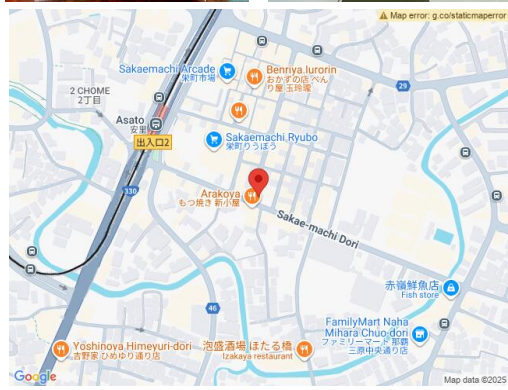 Map error: g.co/staticmaperror
Sakaemachi Arcade
栄町市場
Benriya Iurorin
おかずの店 べん
り屋 玉玲瓏
29
2 CHOME
2丁目
Asato
安里
出入口2
Sakaemachi Ryubo
栄町りうぼう
330
Arakoya
もつ焼き 新小屋
Sakae-machi Dori
赤嶺鮮魚店
Fish store
46
FamilyMart Naha
Mihara Chuo-dori
ファミリーマート 那覇
三原中央通り店
Yoshinoya Himeyuri-dori
吉野家 ひめゆり通り店
泡盛酒場 ほたる橋
Izakaya restaurant
Google
Map data ©2025